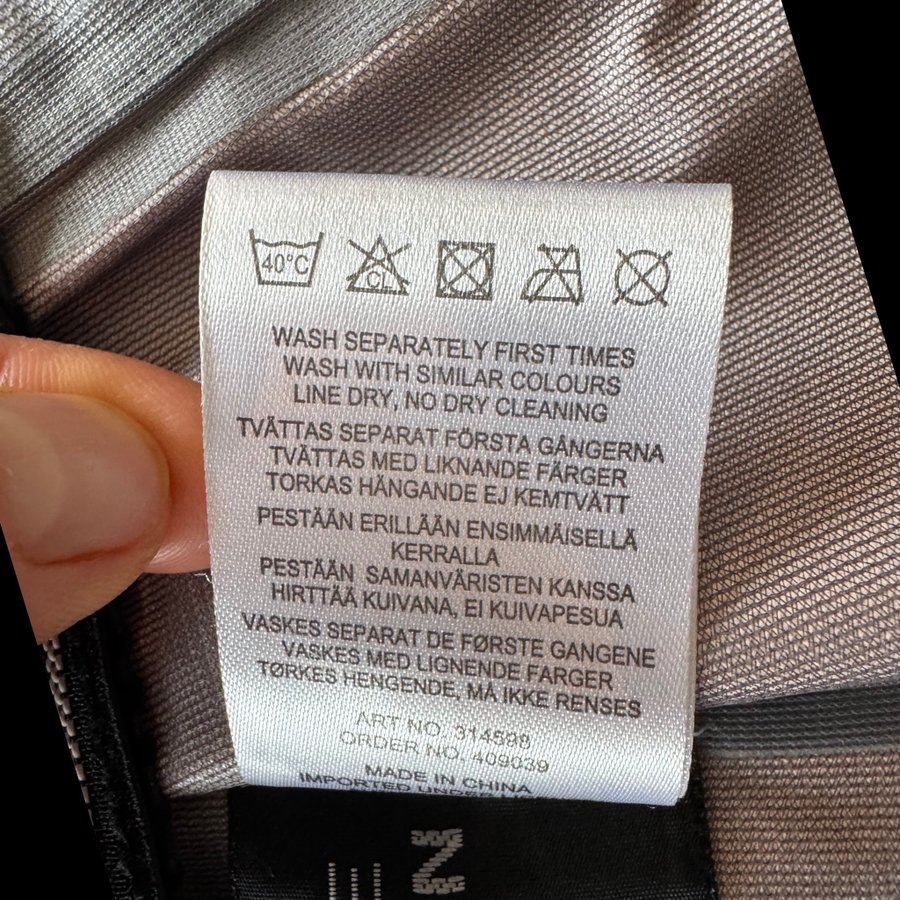 40°C
CL
WASH SEPARATELY FIRST TIMES
WASH WITH SIMILAR COLOURS
LINE DRY, NO DRY CLEANING
TVÄTTAS SEPARAT FÖRSTA GÅNGERNA
TVÄTTAS MED LIKNANDE FÄRGER
TORKAS HÄNGANDE EJ KEMTVÄTT
PESTÄÄN ERILLÄÄN ENSIMMÄISELLÄ
KERRALLA
PESTÄÄN SAMANVÄRISTEN KANSSA
HIRTTÄÄ KUIVANA, EI KUIVAPESUA
VASKES SEPARAT DE FØRSTE GANGENE
VASKES MED LIGNENDE FARGER
TØRKES HENGENDE, MÅ IKKE RENSES
ART NO. 314598
ORDER NO. 409039
MADE IN CHINA
IMPORTED